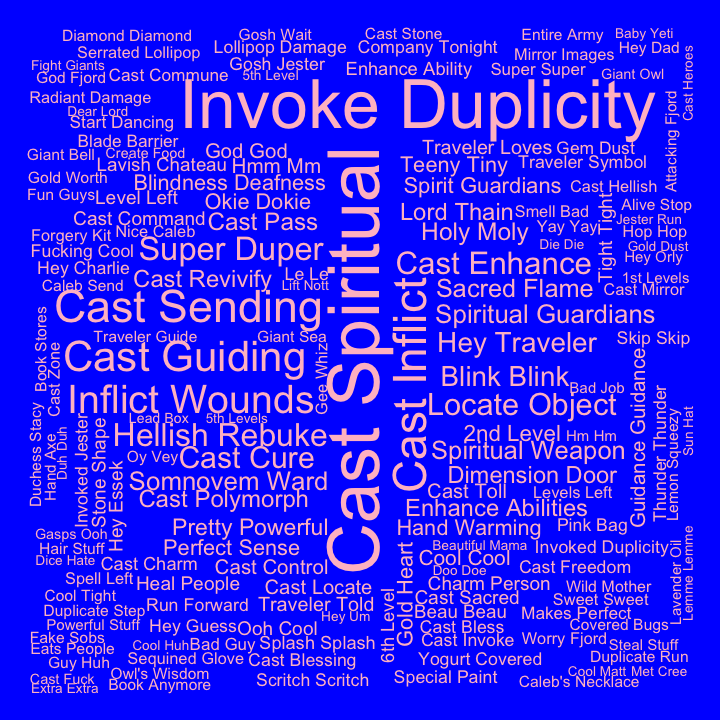 Diamond Diamond
Gosh Wait
Cast Stone
Entire Army
Baby Yeti
Serrated Lollipop
Lollipop Damage
Company Tonight
Mirror Images
Hey Dad
Fight Giants
God Fjord
Cast Commune
5th Level
Gosh Jester
Enhance Ability
Super Super
Giant Owl
Cast Heroes
Radiant Damage
Dear Lord
Start Dancing
Invoke Duplicity
Attacking Fjord
Blade Barrier
Giant Bell
Create Food
God God
Traveler Loves
Gem Dust
Lavish Chateau
Hmm Mm
Teeny Tiny
Traveler Symbol
Gold Worth
Blindness Deafness
Spirit Guardians
Cast Hellish
Fun Guys
Level Left
Okie Dokie
Cast Spiritual
Lord Thain
Smell Bad
Tight Tight
Alive Stop
Cast Command
Cast Pass
Holy Moly
Yay Yay
Jester Run
Forgery Kit
Nice Caleb
Hop Hop
Fucking Cool
Super Duper
Die Die
Gold Dust
Hey Charlie
Cast Revivify
Le Le
Cast Enhance
Hey Orly
Caleb Send
Lift Nott
Sacred Flame
1st Levels
Cast Mirror
Cast Sending
Cast Inflict
Spiritual Guardians
Book Stores
Traveler Guide
Giant Sea
Gee Whiz
Hey Traveler
Skip Skip
Cast Zone
Cast Guiding
Blink Blink
Bad Job
Guidance Guidance
Inflict Wounds
Locate Object
Thunder Thunder
Lemon Squeezy
Sun Hat
Duchess Stacy
Lead Box
5th Levels
Hand Axe
Duh Duh
Invoked Jester
Stone Shape
Hellish Rebuke
2nd Level
Hm Hm
Hey Essek
Oy Vey
Cast Cure
Spiritual Weapon
Somnovem Ward
Dimension Door
Cast Polymorph
Cast Toll
Levels Left
Enhance Abilities
Gasps Ooh
Pretty Powerful
Hand Warming
Pink Bag
Hair Stuff
Perfect Sense
Beautiful Mama
Invoked Duplicity
Lavender Oil
Lemme Lemme
Dice Hate
Cast Charm
Cast Control
Gold Heart
Cool Cool
Doo Doe
Cast Freedom
Spell Left
Heal People
Cast Locate
Charm Person
Wild Mother
Cool Tight
Run Forward
Traveler Told
Cast Sacred
Sweet Sweet
Duplicate Step
Hey Um
6th Level
Beau Beau
Makes Perfect
Powerful Stuff
Hey Guess
Ooh Cool
Cast Bless
Covered Bugs
Fake Sobs
Cool Huh
Bad Guy
Splash Splash
Cast Invoke
Worry Fjord
Steal Stuff
Eats People
Guy Huh
Sequined Glove
Cast Blessing
Yogurt Covered
Duplicate Run
Cast Fuck
Owl's Wisdom
Scritch Scritch
Special Paint
Cool Matt
Met Cree
Extra Extra
Book Anymore
Caleb's Necklace